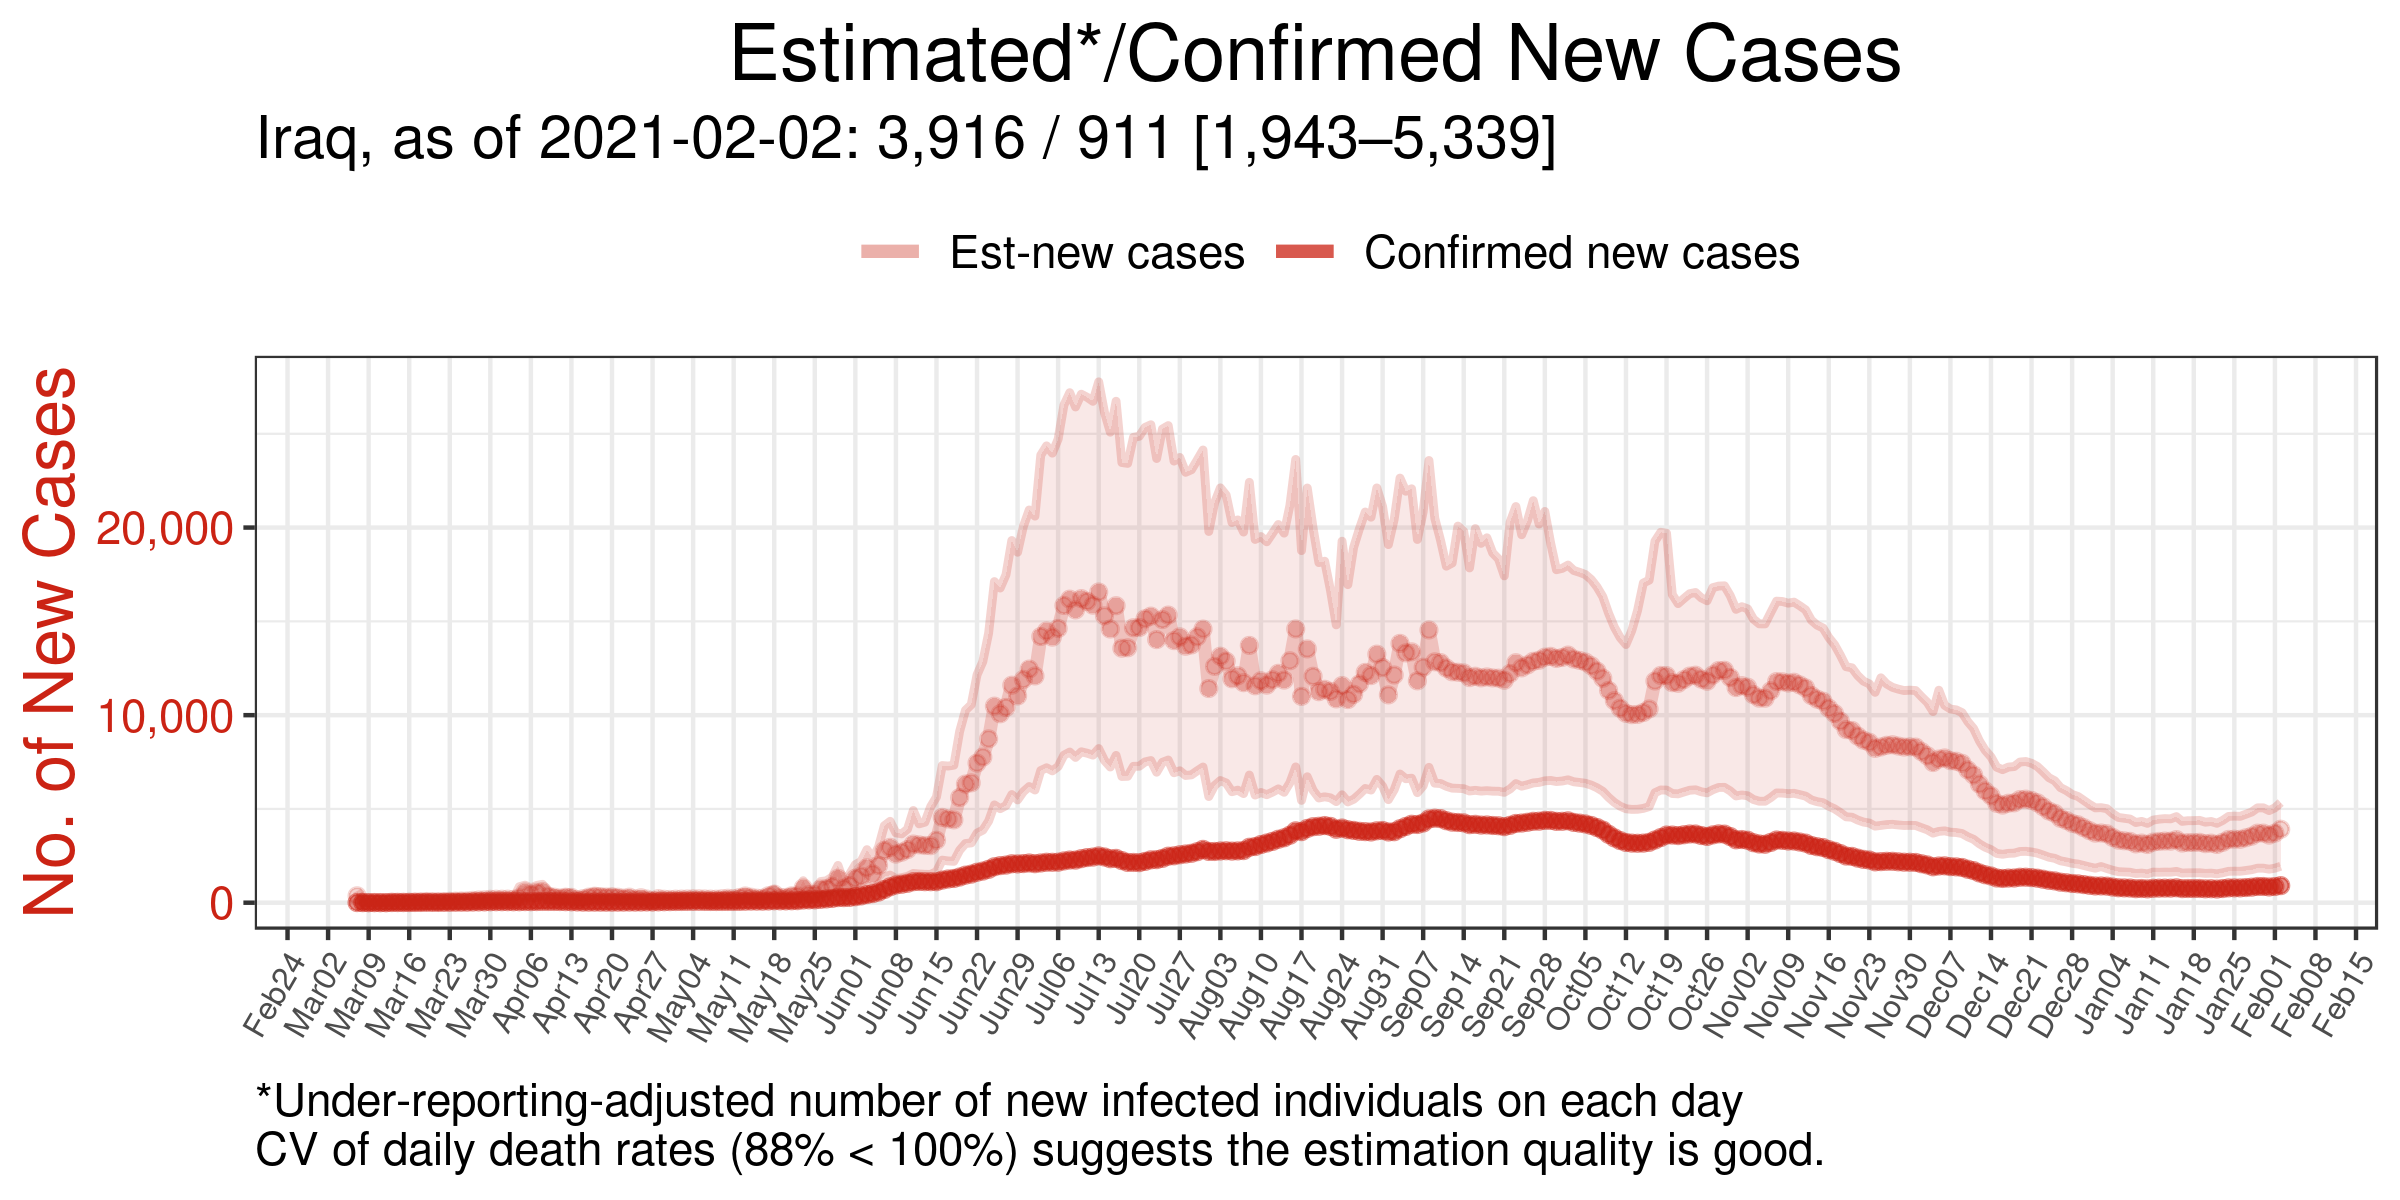 Estimated*/Confirmed New Cases
Iraq, as of 2021-02-02: 3,916 / 911 [1,943–5,339]
Est-new cases Confirmed new cases
No. of New Cases
20,000
10,000
0
Feb24 Mar02 Mar09 Mar16 Mar23 Mar30 Apr06 Apr13 Apr20 Apr27 May04 May11 May18 May25 Jun01 Jun08 Jun15 Jun22 Jun29 Jul06 Jul13 Jul20 Jul27 Aug03 Aug10 Aug17 Aug24 Aug31 Sep07 Sep14 Sep21 Sep28 Oct05 Oct12 Oct19 Oct26 Nov02 Nov09 Nov16 Nov23 Nov30 Dec07 Dec14 Dec21 Dec28 Jan04 Jan11 Jan18 Jan25 Feb01 Feb08 Feb15
*Under-reporting-adjusted number of new infected individuals on each day
CV of daily death rates (88% < 100%) suggests the estimation quality is good.